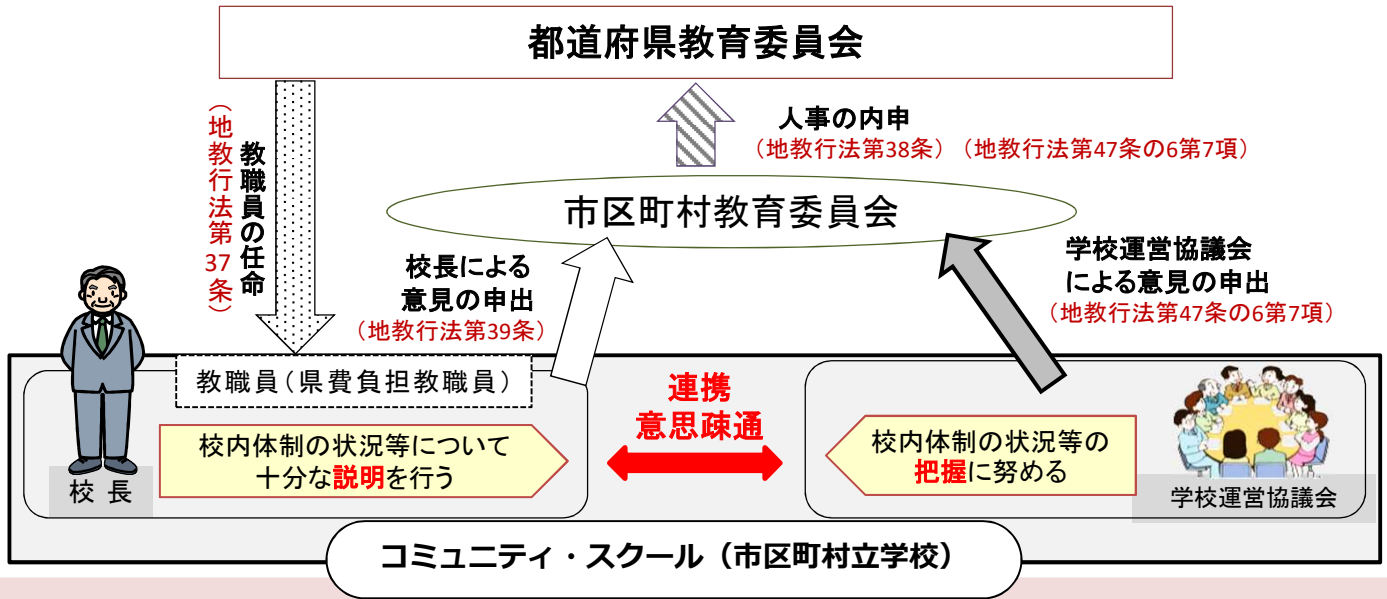 都道府県教育委員会
教職員の任命
（地教行法第37条）
人事の内申
（地教行法第38条）（地教行法第47条の6第7項）
市区町村教育委員会
校長による
意見の申出
（地教行法第39条）
学校運営協議会
による意見の申出
（地教行法第47条の6第7項）
教職員（県費負担教職員）
校内体制の状況等について
十分な説明を行う
校 長
連携
意思疎通
校内体制の状況等の
把握に努める
学校運営協議会
コミュニティ・スクール（市区町村立学校）